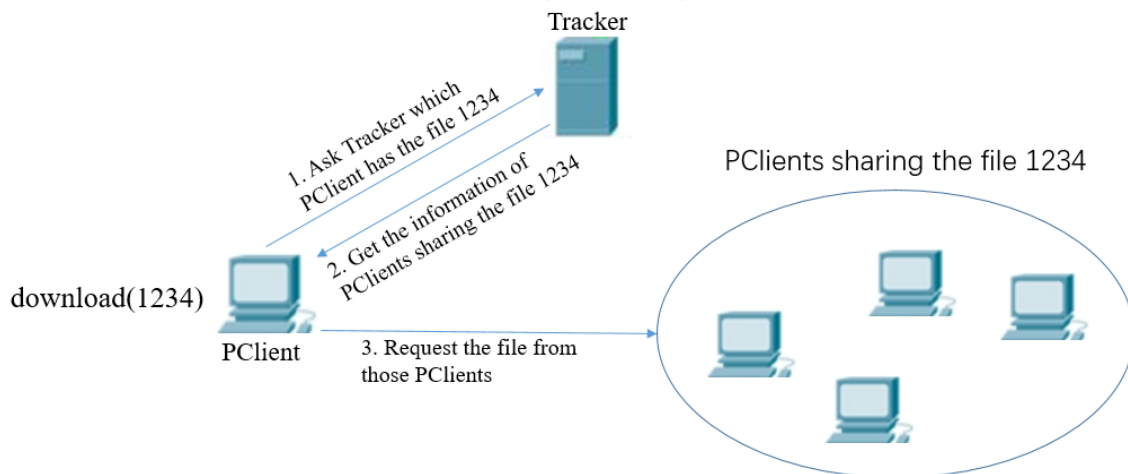 Tracker
1. Ask Tracker which
PClient has the file 1234
2. Get the information of
PClients sharing the file 1234
PClients sharing the file 1234
download(1234)
PClient
3. Request the file from
those PClients